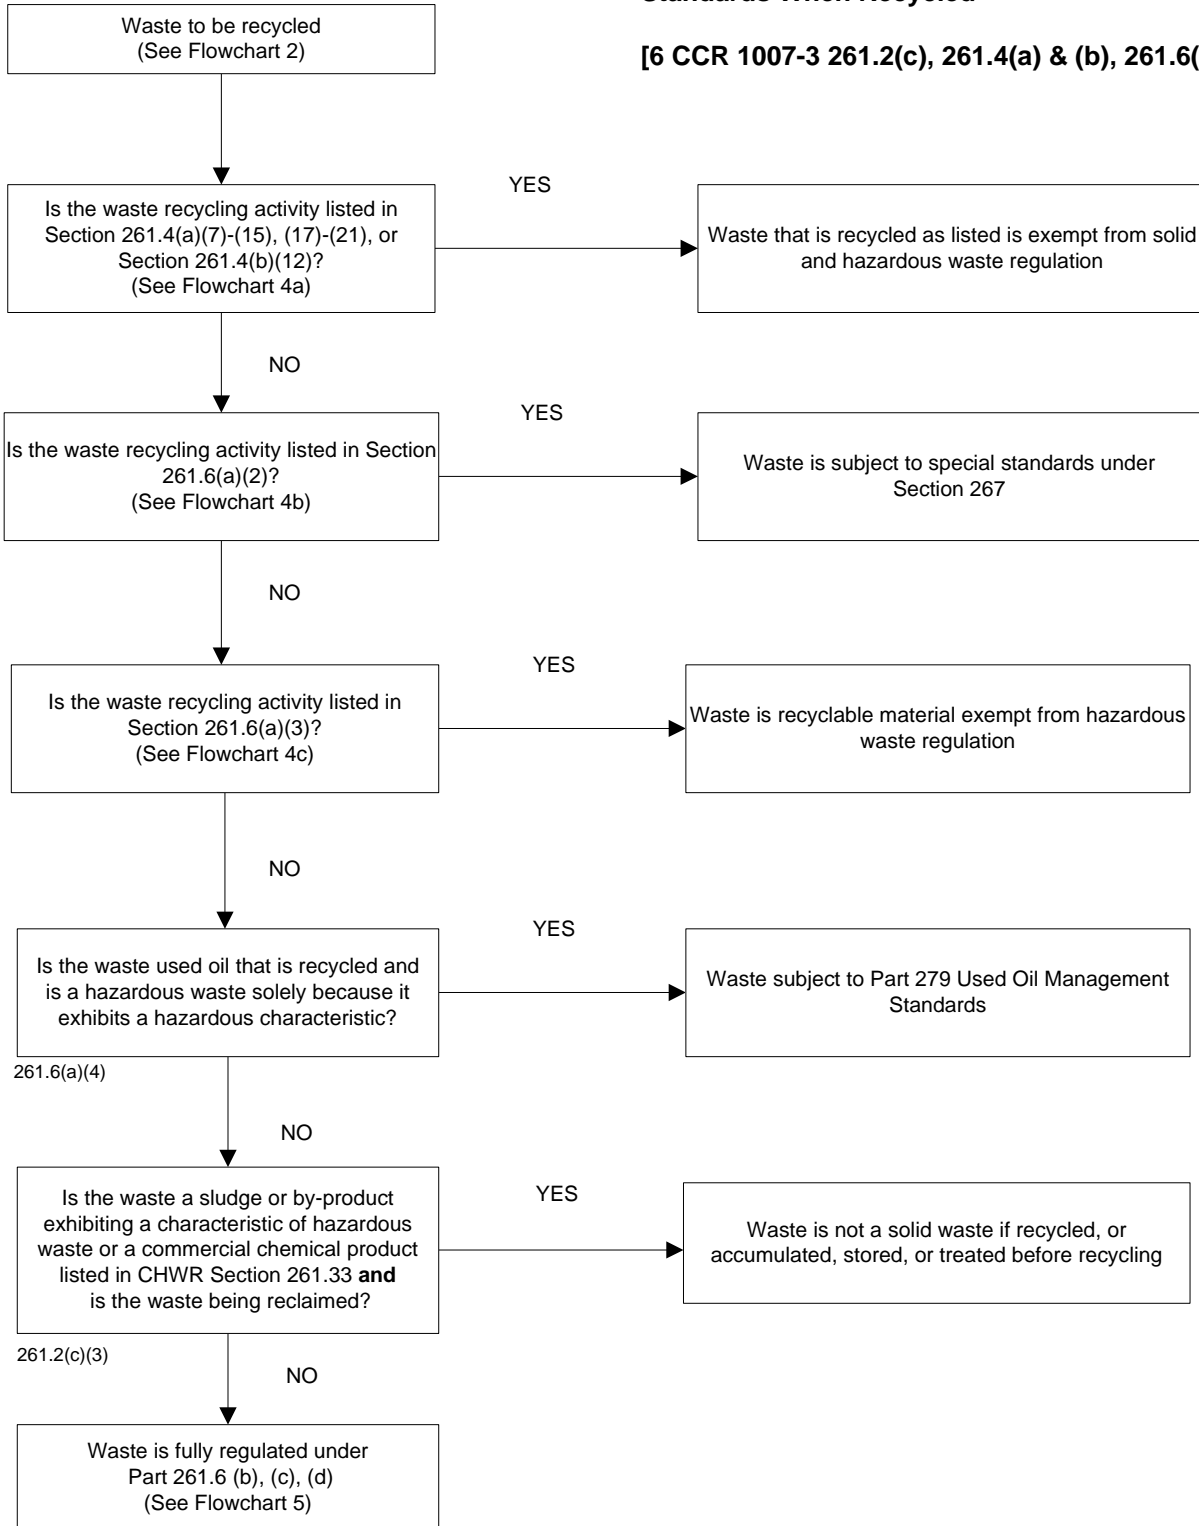 Standards When Recycled
[6 CCR 1007-3 261.2(c), 261.4(a) & (b), 261.6(
Waste to be recycled
(See Flowchart 2)
Is the waste recycling activity listed in
Section 261.4(a)(7)-(15), (17)-(21), or
Section 261.4(b)(12)?
(See Flowchart 4a)
YES
Waste that is recycled as listed is exempt from solid
and hazardous waste regulation
NO
Is the waste recycling activity listed in Section
261.6(a)(2)?
(See Flowchart 4b)
YES
Waste is subject to special standards under
Section 267
NO
Is the waste recycling activity listed in
Section 261.6(a)(3)?
(See Flowchart 4c)
YES
Waste is recyclable material exempt from hazardous
waste regulation
NO
Is the waste used oil that is recycled and
is a hazardous waste solely because it
exhibits a hazardous characteristic?
YES
Waste subject to Part 279 Used Oil Management
Standards
261.6(a)(4)
NO
Is the waste a sludge or by-product
exhibiting a characteristic of hazardous
waste or a commercial chemical product
listed in CHWR Section 261.33 and
is the waste being reclaimed?
YES
Waste is not a solid waste if recycled, or
accumulated, stored, or treated before recycling
261.2(c)(3)
NO
Waste is fully regulated under
Part 261.6 (b), (c), (d)
(See Flowchart 5)